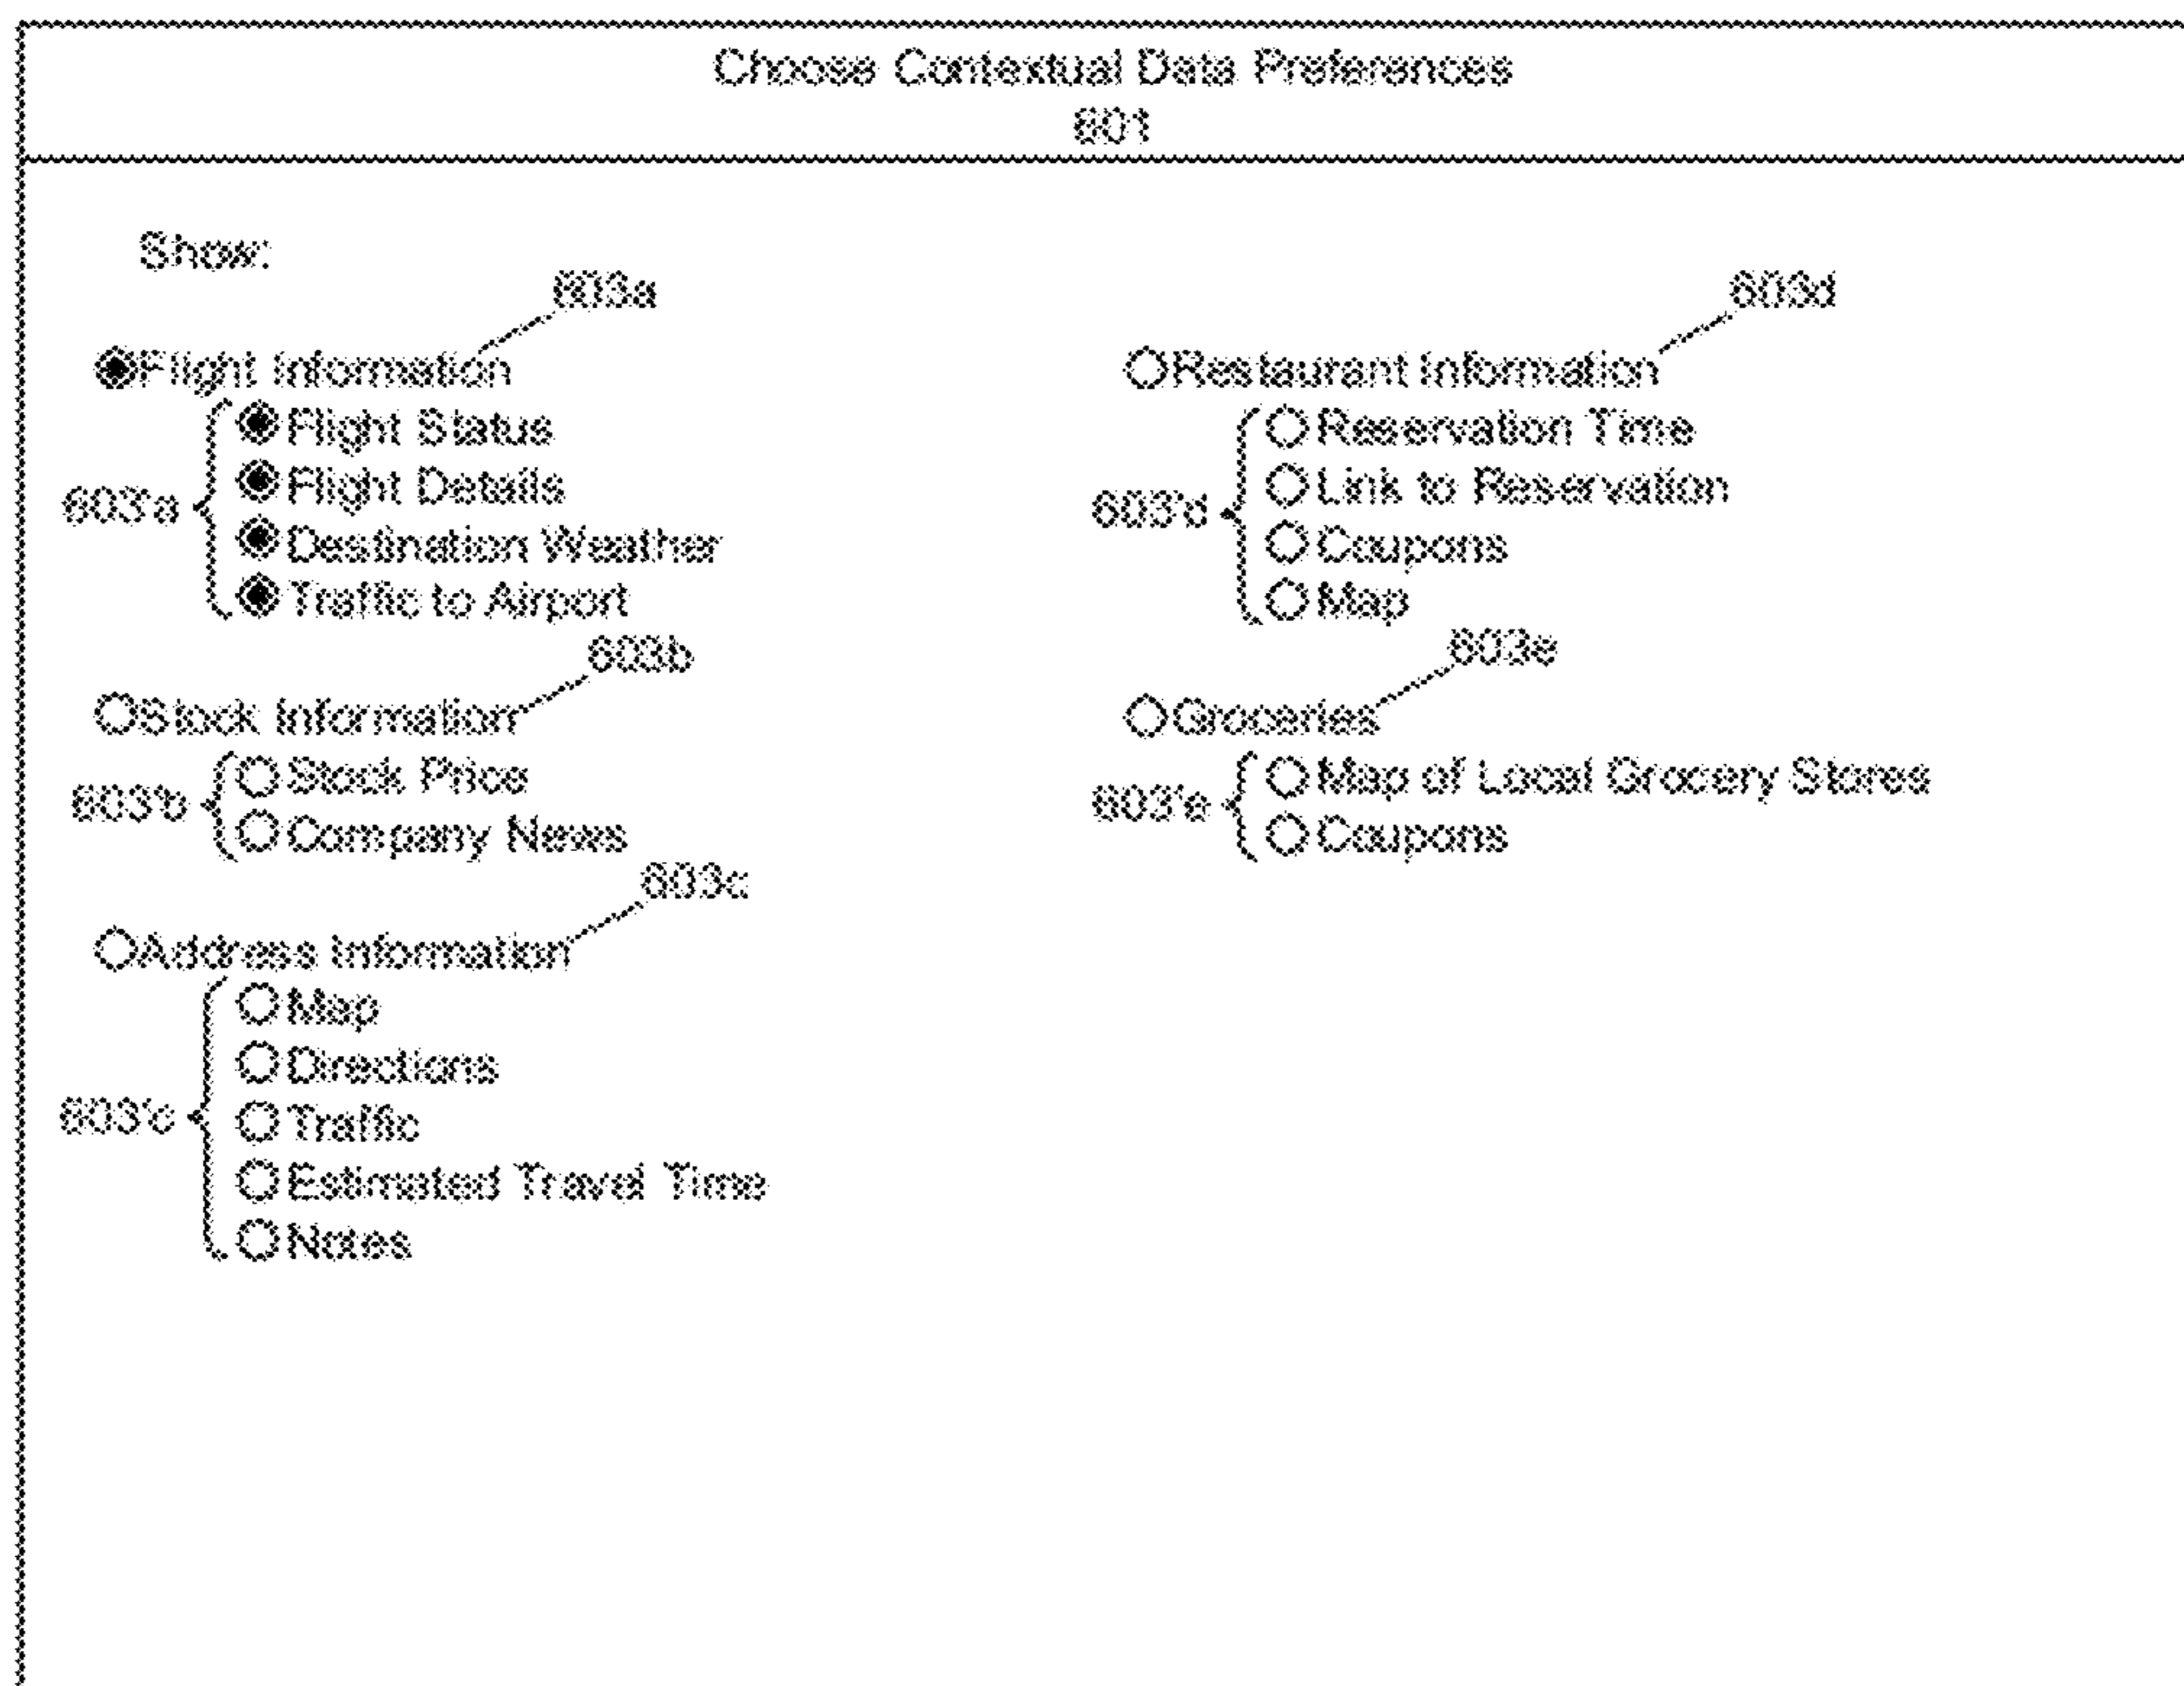 Choose Contextual Data Preferences
601
Show:
603a
Flight Information
Flight Status
Flight Details
603'a
Destination Weather
Traffic to Airport
603b
Stock Information
Stock Price
603'b
Company News
603c
Address Information
Map
Directions
603'c
Traffic
Estimated Travel Time
Notes
603d
Restaurant Information
Reservation Time
Link to Reservation
603'd
Coupons
Map
603e
Groceries
Map of Local Grocery Stores
603'e
Coupons